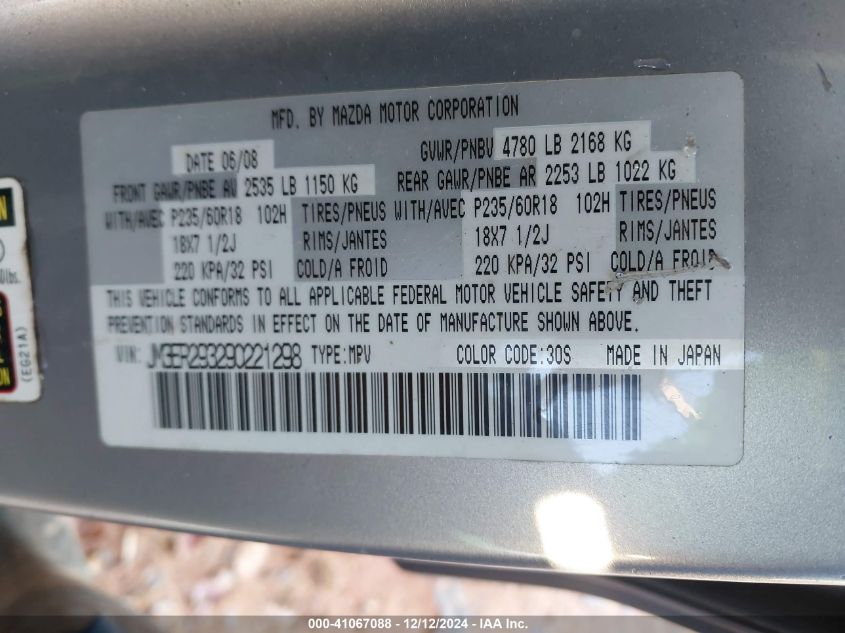 MFD. BY MAZDA MOTOR CORPORATION
DATE 06/08
GVWR/PNBV 4780 LB 2168 KG
FRONT GAWR/PNBE AV 2535 LB 1150 KG
REAR GAWR/PNBE AR 2253 LB 1022 KG
WITH/AVEC P235/60R18 102H TIRES/PNEUS WITH/AVEC P235/60R18 102H TIRES/PNEUS
18X7 1/2J RIMS/JANTES 18X7 1/2J RIMS/JANTES
220 KPA/32 PSI COLD/A FROID 220 KPA/32 PSI COLD/A FROID
THIS VEHICLE CONFORMS TO ALL APPLICABLE FEDERAL MOTOR VEHICLE SAFETY AND THEFT
PREVENTION STANDARDS IN EFFECT ON THE DATE OF MANUFACTURE SHOWN ABOVE.
VIN: JM3ER293290221298 TYPE:MPV COLOR CODE:30S MADE IN JAPAN
lbs.
(EG21A)
000-41067088 - 12/12/2024 - IAA Inc.